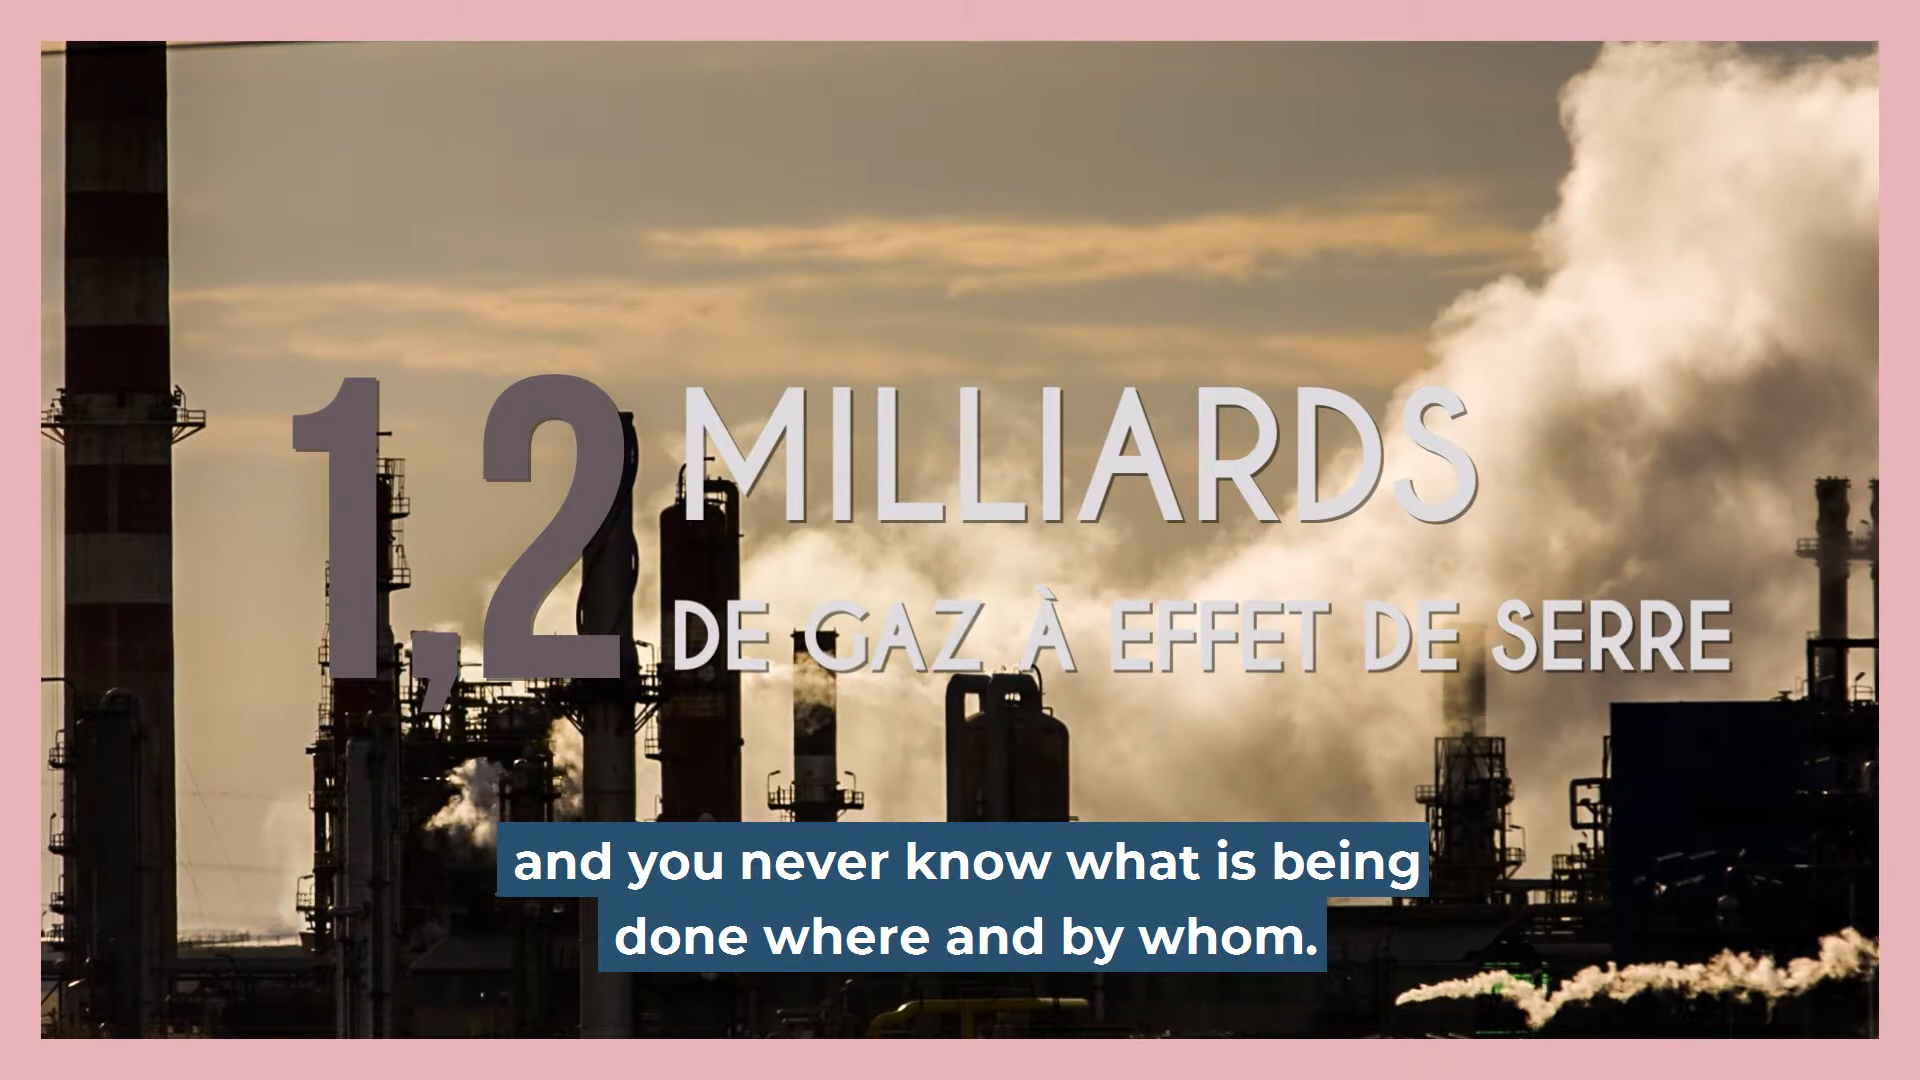 1,2 MILLIARDS
DE GAZ À EFFET DE SERRE
and you never know what is being
done where and by whom.